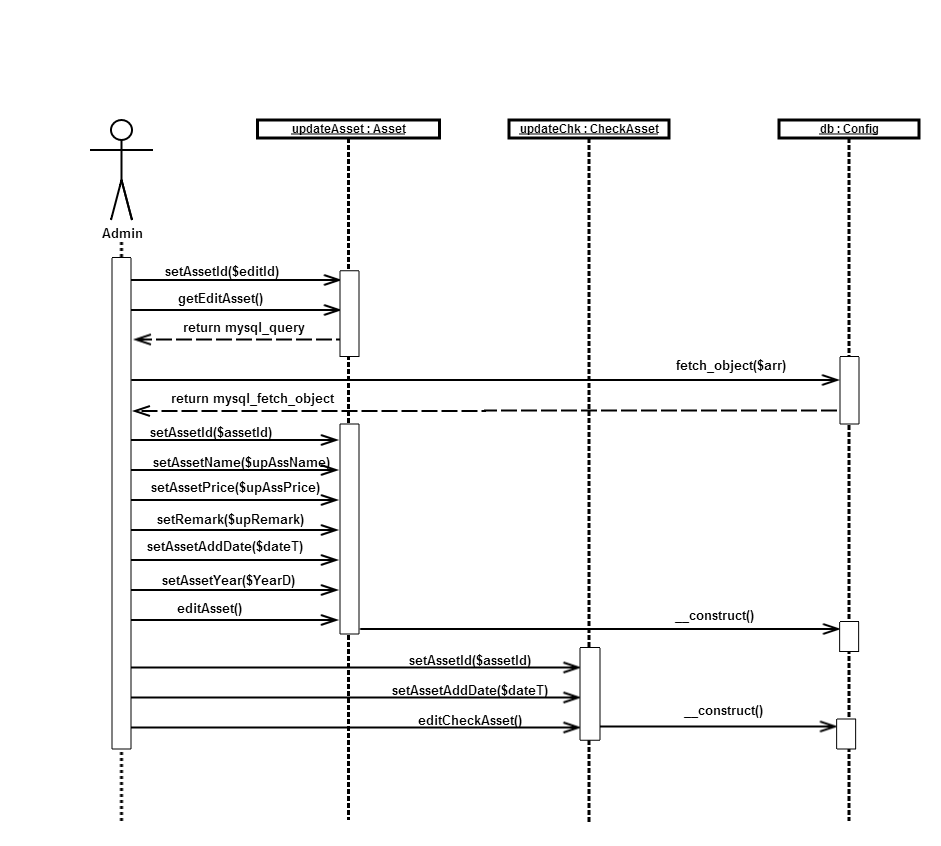 updateAsset : Asset
updateChk : CheckAsset
db : Config
Admin
setAssetId($editId)
getEditAsset()
return mysql_query
fetch_object($arr)
return mysql_fetch_object
setAssetId($assetId)
setAssetName($upAssName)
setAssetPrice($upAssPrice)
setRemark($upRemark)
setAssetAddDate($dateT)
setAssetYear($YearD)
editAsset()
__construct()
setAssetId($assetId)
setAssetAddDate($dateT)
editCheckAsset()
__construct()